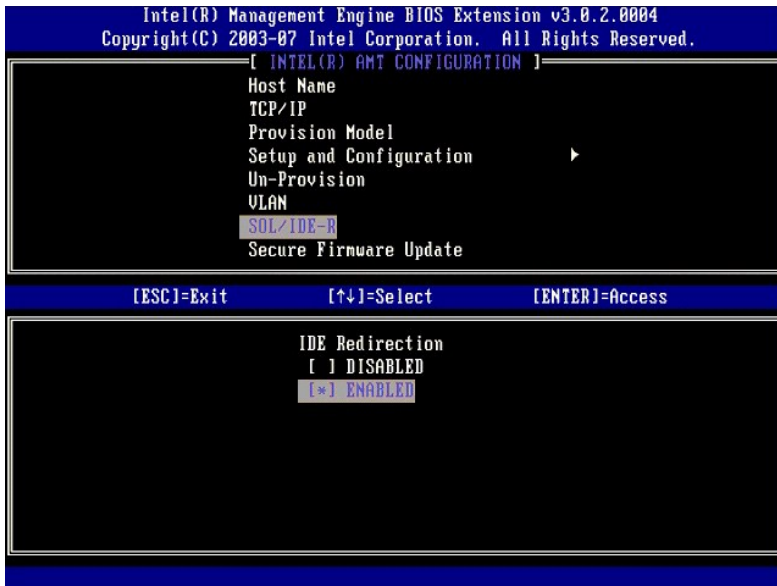 Intel(R) Management Engine BIOS Extension v3.0.2.0004
Copyright(C) 2003-07 Intel Corporation. All Rights Reserved.
[ INTEL(R) AMT CONFIGURATION ]
Host Name
TCP/IP
Provision Model
Setup and Configuration
Un-Provision
VLAN
SOL/IDE-R
Secure Firmware Update
[ESC]=Exit [↑↓]=Select [ENTER]=Access
IDE Redirection
[ ] DISABLED
[*] ENABLED